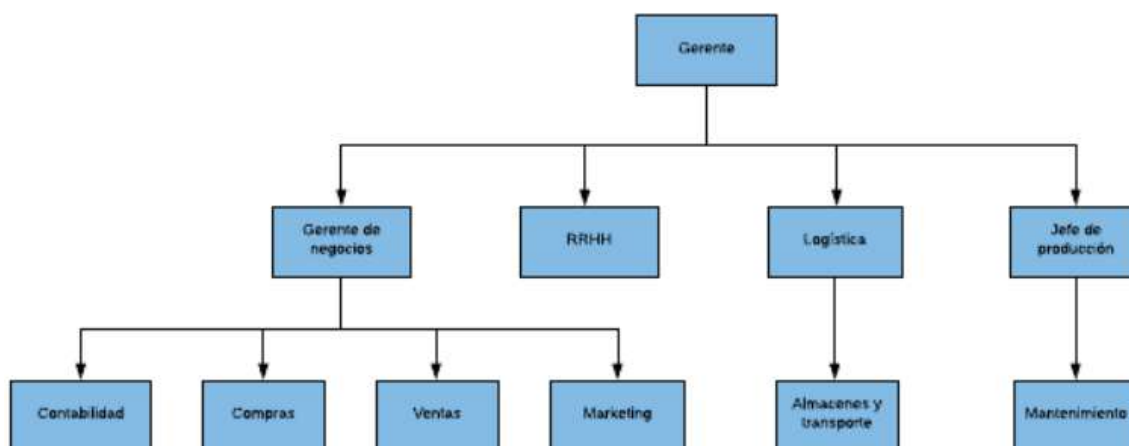 Gerente
Gerente de
negocios
RRHH
Logística
Jefe de
producción
Contabilidad
Compras
Ventas
Marketing
Almacenes y
transporte
Mantenimiento